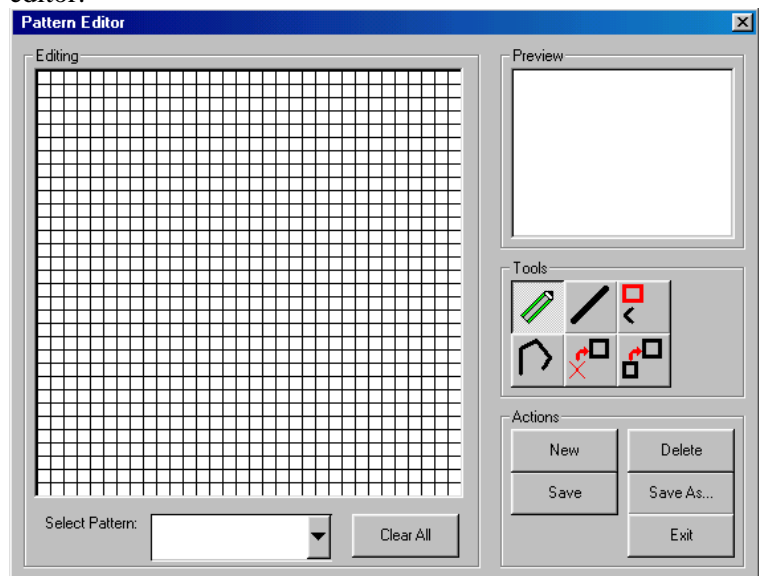 editor.
Pattern Editor
Editing
Preview
Tools
Actions
New
Delete
Save
Save As...
Exit
Select Pattern:
Clear All